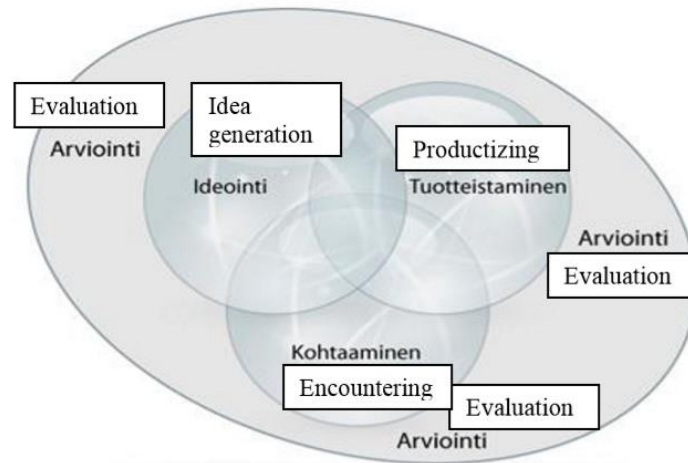 Evaluation
Arviointi
Idea
generation
Ideointi
Productizing
Tuotteistaminen
Arviointi
Evaluation
Kohtaaminen
Encountering
Evaluation
Arviointi